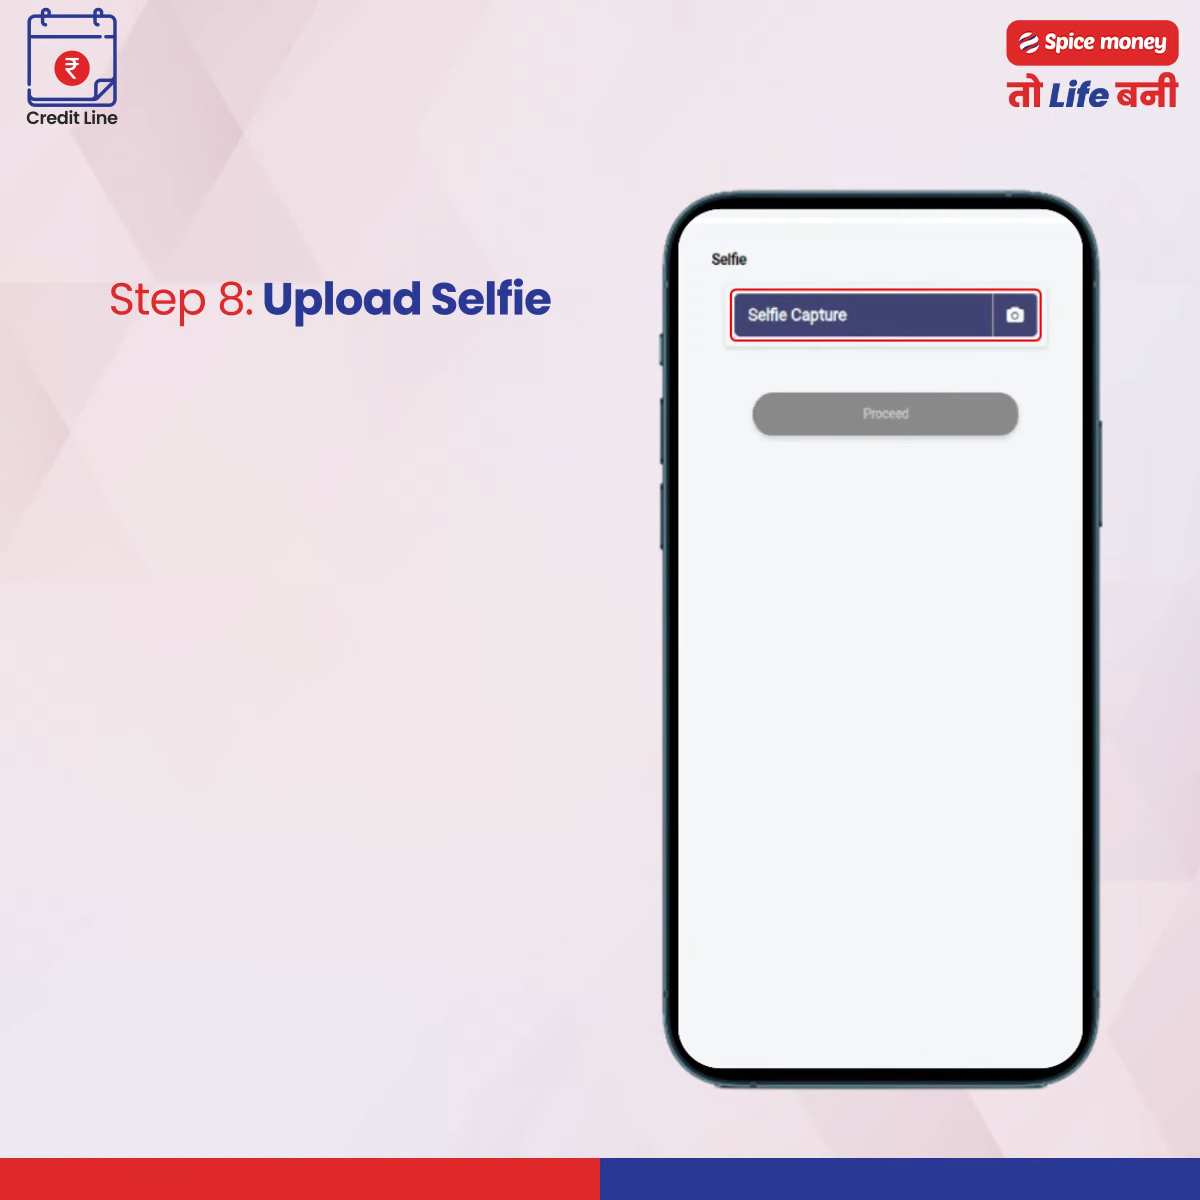 ₹
Credit Line
Spice money
तो Life बनी
Step 8: Upload Selfie
Selfie
Selfie Capture
Proceed